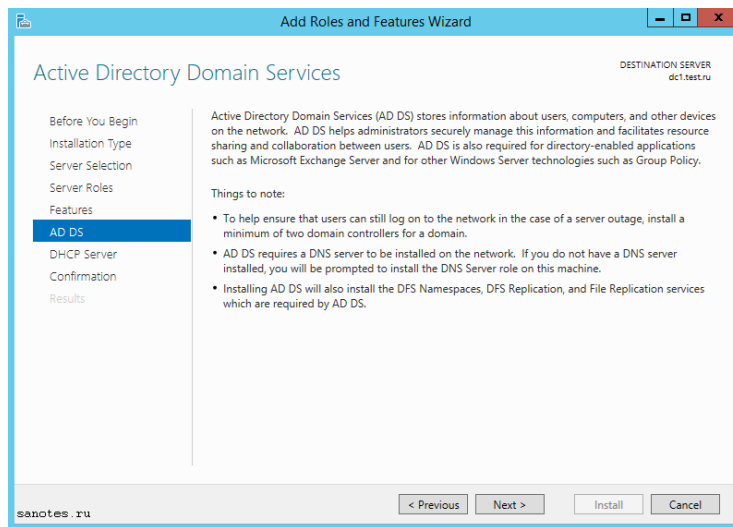 Add Roles and Features Wizard
Active Directory Domain Services
DESTINATION SERVER
dc1.test.ru
Before You Begin
Installation Type
Server Selection
Server Roles
Features
AD DS
DHCP Server
Confirmation
Results
Active Directory Domain Services (AD DS) stores information about users, computers, and other devices
on the network. AD DS helps administrators securely manage this information and facilitates resource
sharing and collaboration between users. AD DS is also required for directory-enabled applications
such as Microsoft Exchange Server and for other Windows Server technologies such as Group Policy.
Things to note:
• To help ensure that users can still log on to the network in the case of a server outage, install a
minimum of two domain controllers for a domain.
• AD DS requires a DNS server to be installed on the network. If you do not have a DNS server
installed, you will be prompted to install the DNS Server role on this machine.
• Installing AD DS will also install the DFS Namespaces, DFS Replication, and File Replication services
which are required by AD DS.
< Previous Next > Install Cancel
sanotes.ru